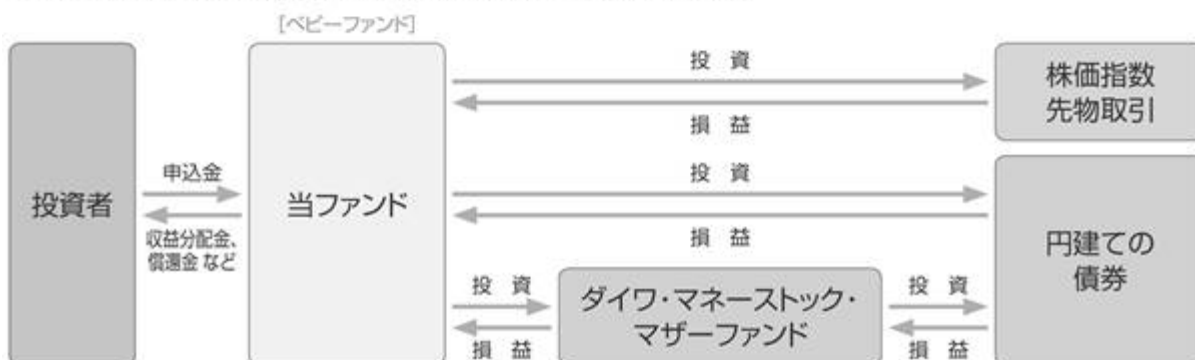 [ベビーファンド]
投資者
申込金
収益分配金、
償還金 など
当ファンド
投 資
損 益
株価指数
先物取引
投 資
損 益
円建ての
債券
投 資
損 益
ダイワ・マネーストック・
マザーファンド
投 資
損 益